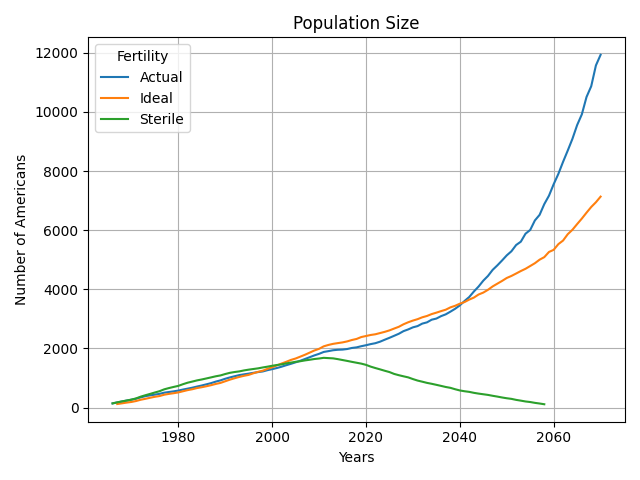 Population Size
Number of Americans
12000
10000
8000
6000
4000
2000
0
Fertility
Actual
Ideal
Sterile
1980
2000
2020
2040
2060
Years